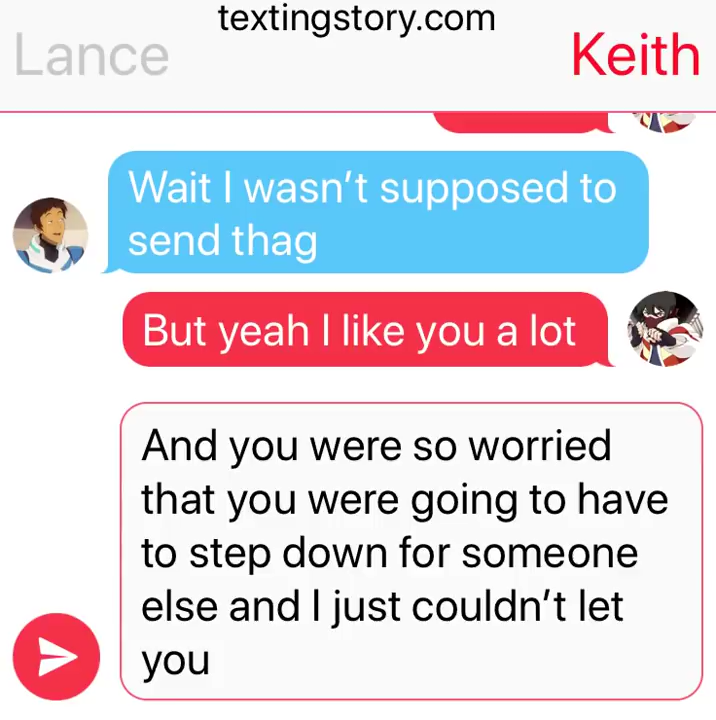 textingstory.com
Lance
Keith
Wait I wasn't supposed to
send thag
But yeah I like you a lot
And you were so worried
that you were going to have
to step down for someone
else and I just couldn't let
you